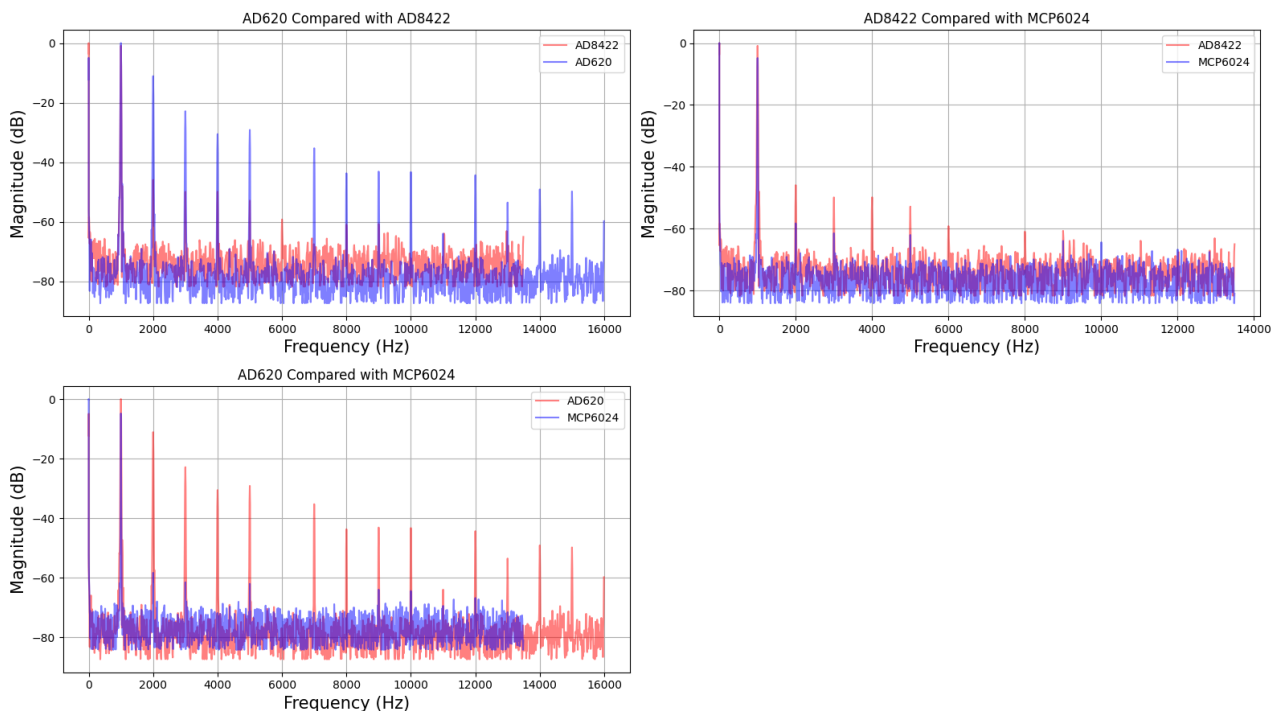 AD620 Compared with AD8422
AD8422
AD620
0
−20
−40
−60
−80
Magnitude (dB)
0 2000 4000 6000 8000 10000 12000 14000 16000
Frequency (Hz)
AD8422 Compared with MCP6024
AD8422
MCP6024
0
−20
−40
−60
−80
Magnitude (dB)
0 2000 4000 6000 8000 10000 12000 14000
Frequency (Hz)
AD620 Compared with MCP6024
AD620
MCP6024
0
−20
−40
−60
−80
Magnitude (dB)
0 2000 4000 6000 8000 10000 12000 14000 16000
Frequency (Hz)